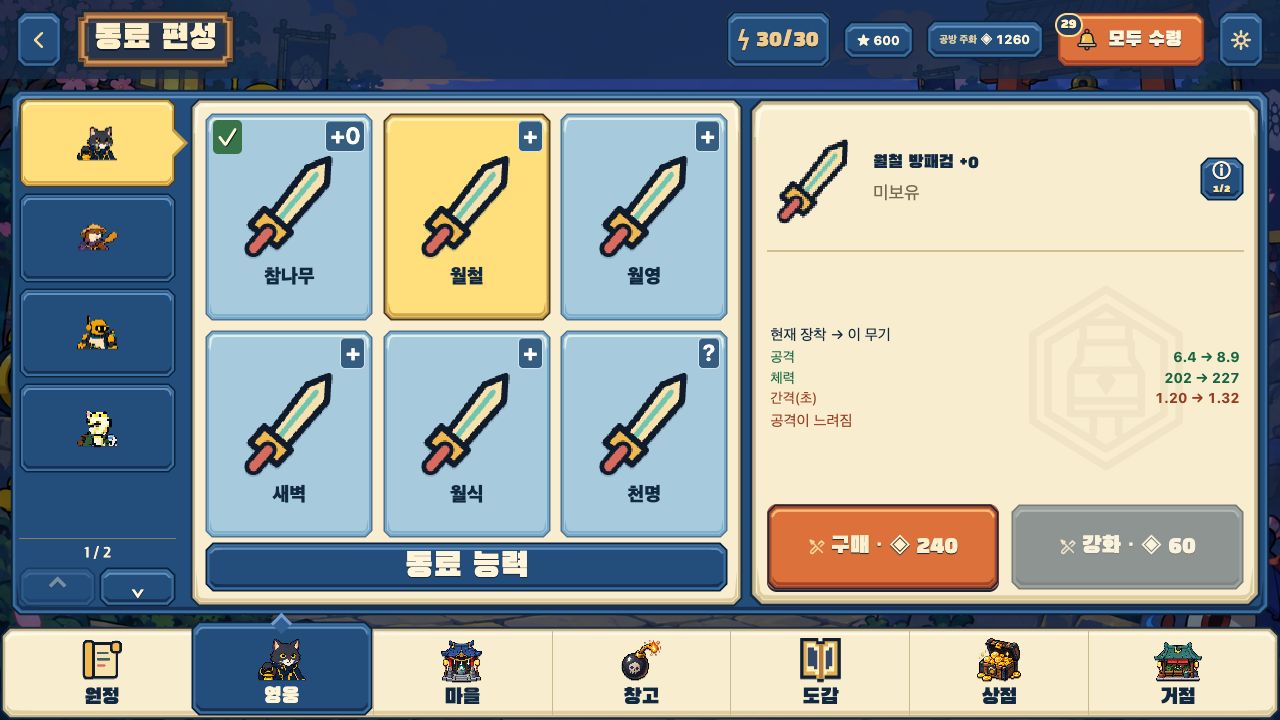 동료 편성
30/30
★ 600
공방 주화 ◈ 1260
29
모두 수령
+0
참나무
+
월철
+
월영
+
새벽
+
월식
?
천명
동료 능력
1/2
월철 방패검 +0
미보유
1/2
현재 장착 → 이 무기
공격 6.4 → 8.9
체력 202 → 227
간격(초) 1.20 → 1.32
공격이 느려짐
구매 · ◈ 240
강화 · ◈ 60
원정
영웅
마을
창고
도감
상점
거점